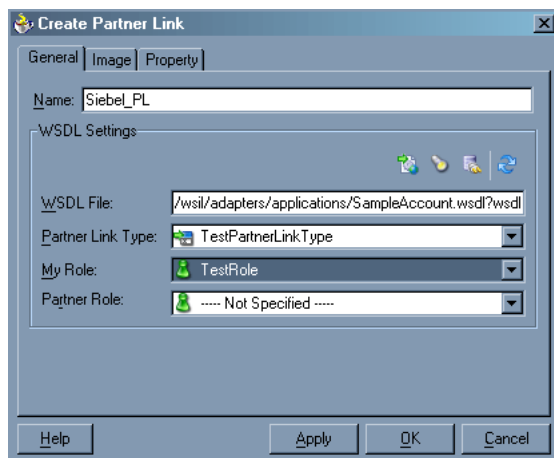 Create Partner Link
General Image Property
Name: Siebel_PL
WSDL Settings
WSDL File: /wsil/adapters/applications/SampleAccount.wsdl?wsdl
Partner Link Type: TestPartnerLinkType
My Role: TestRole
Partner Role: ----- Not Specified -----
Help Apply OK Cancel